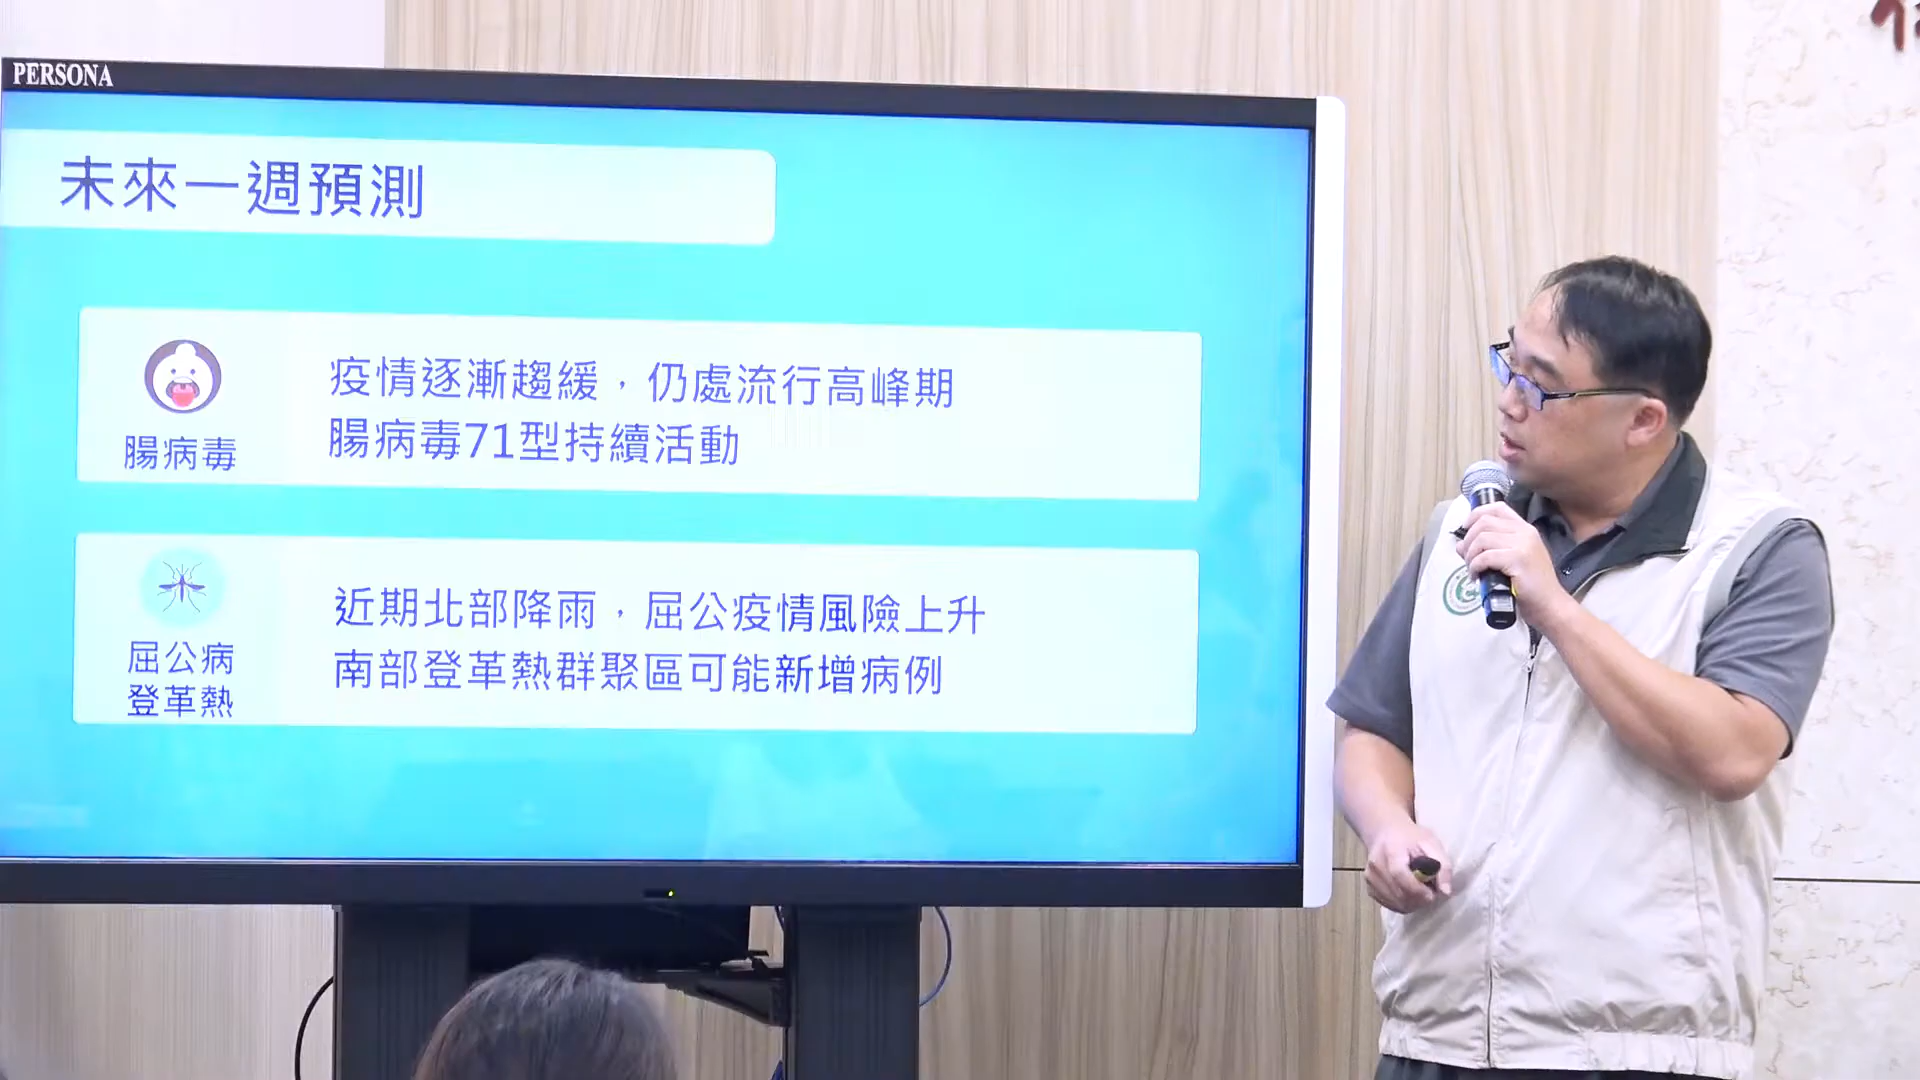 PERSONA
未來一週預測
腸病毒
疫情逐漸趨緩，仍處流行高峰期
腸病毒71型持續活動
屈公病
登革熱
近期北部降雨，屈公疫情風險上升
南部登革熱群聚區可能新增病例